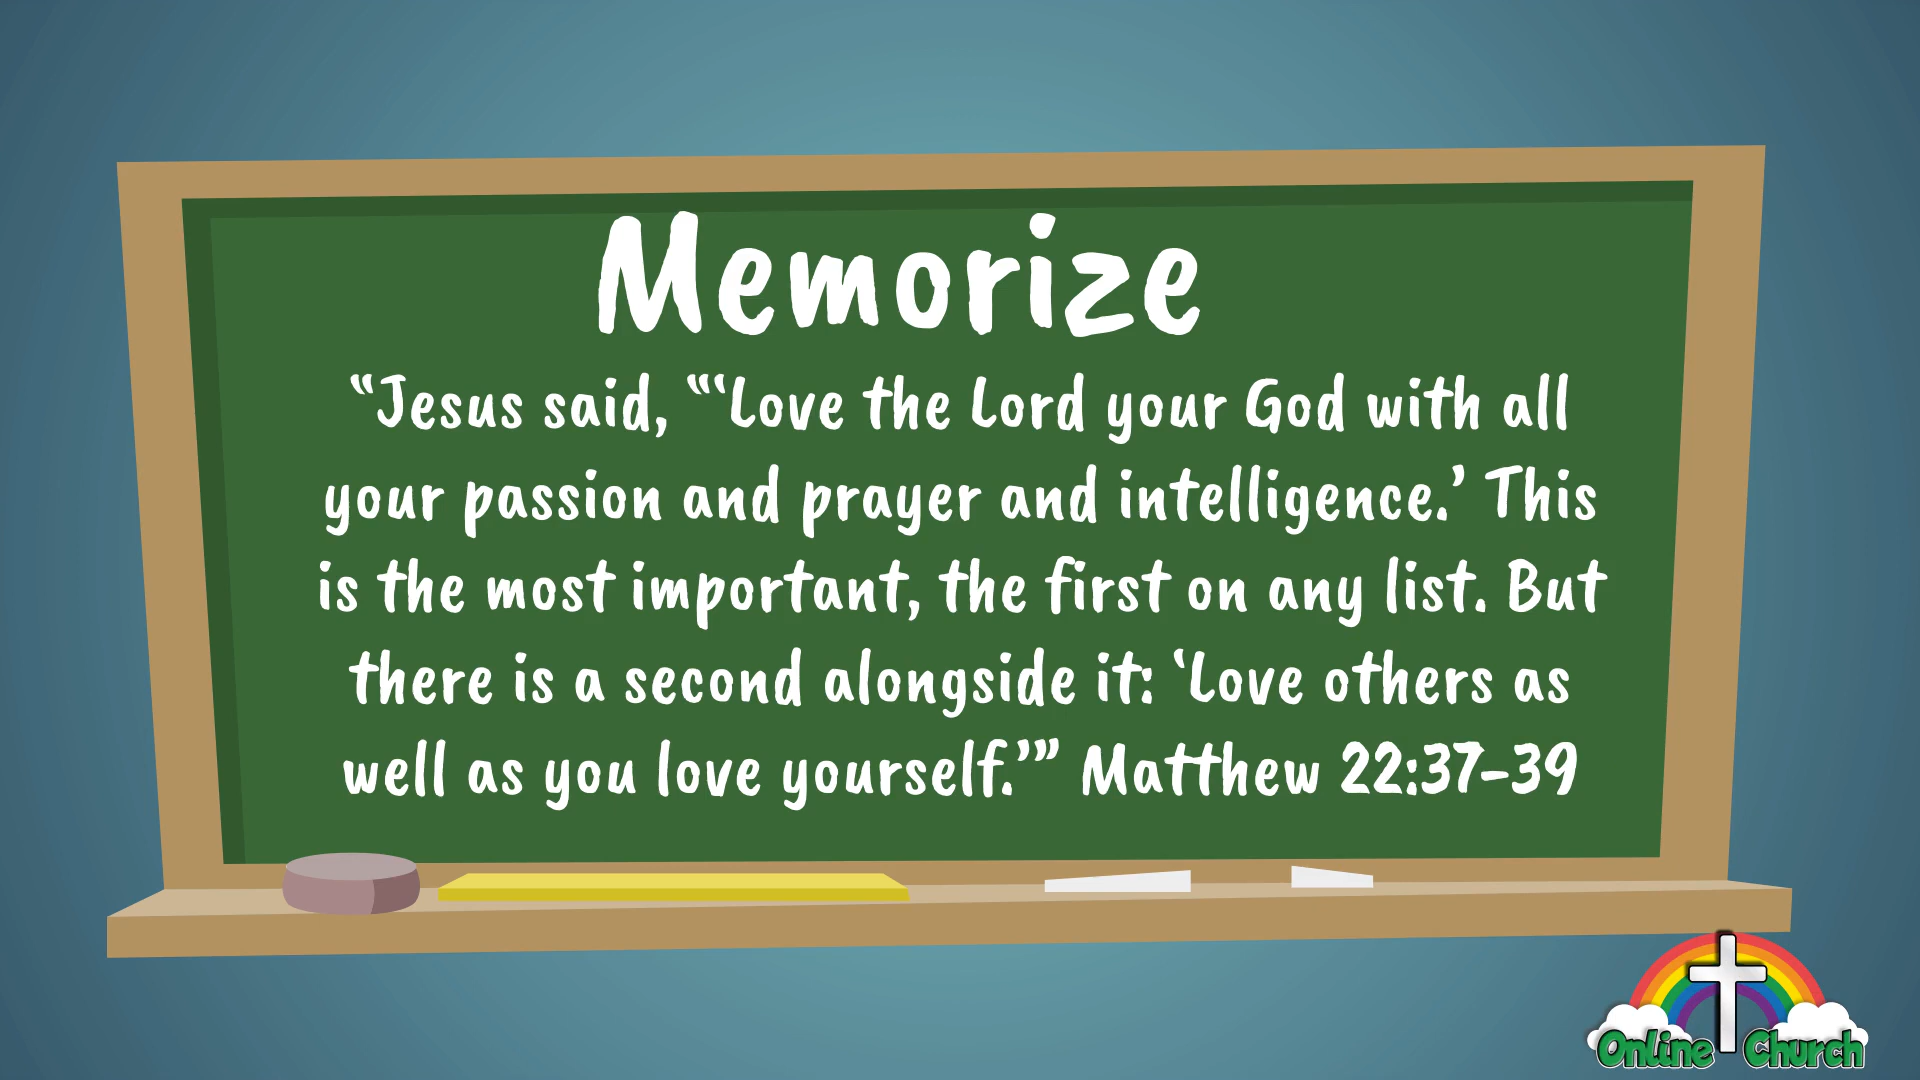 Memorize
“Jesus said, “‘Love the Lord your God with all
your passion and prayer and intelligence.’ This
is the most important, the first on any list. But
there is a second alongside it: ‘Love others as
well as you love yourself.’” Matthew 22:37-39
Online Church